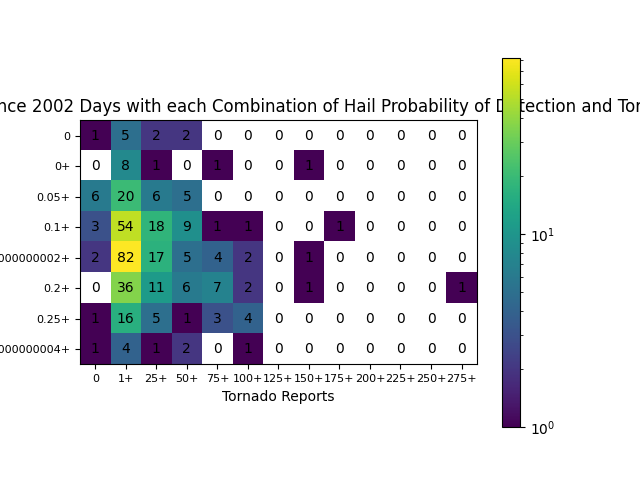 nce 2002 Days with each Combination of Hail Probability of Detection and Tor
0 1 5 2 2 0 0 0 0 0 0 0 0 0
0+ 0 8 1 0 1 0 0 1 0 0 0 0 0
0.05+ 6 20 6 5 0 0 0 0 0 0 0 0 0
0.1+ 3 54 18 9 1 1 0 0 1 0 0 0 0
000000002+ 2 82 17 5 4 2 0 1 0 0 0 0 0
0.2+ 0 36 11 6 7 2 0 1 0 0 0 0 1
0.25+ 1 16 5 1 3 4 0 0 0 0 0 0 0
000000004+ 1 4 1 2 0 1 0 0 0 0 0 0 0
0 1+ 25+ 50+ 75+ 100+ 125+ 150+ 175+ 200+ 225+ 250+ 275+
Tornado Reports
10¹
10⁰